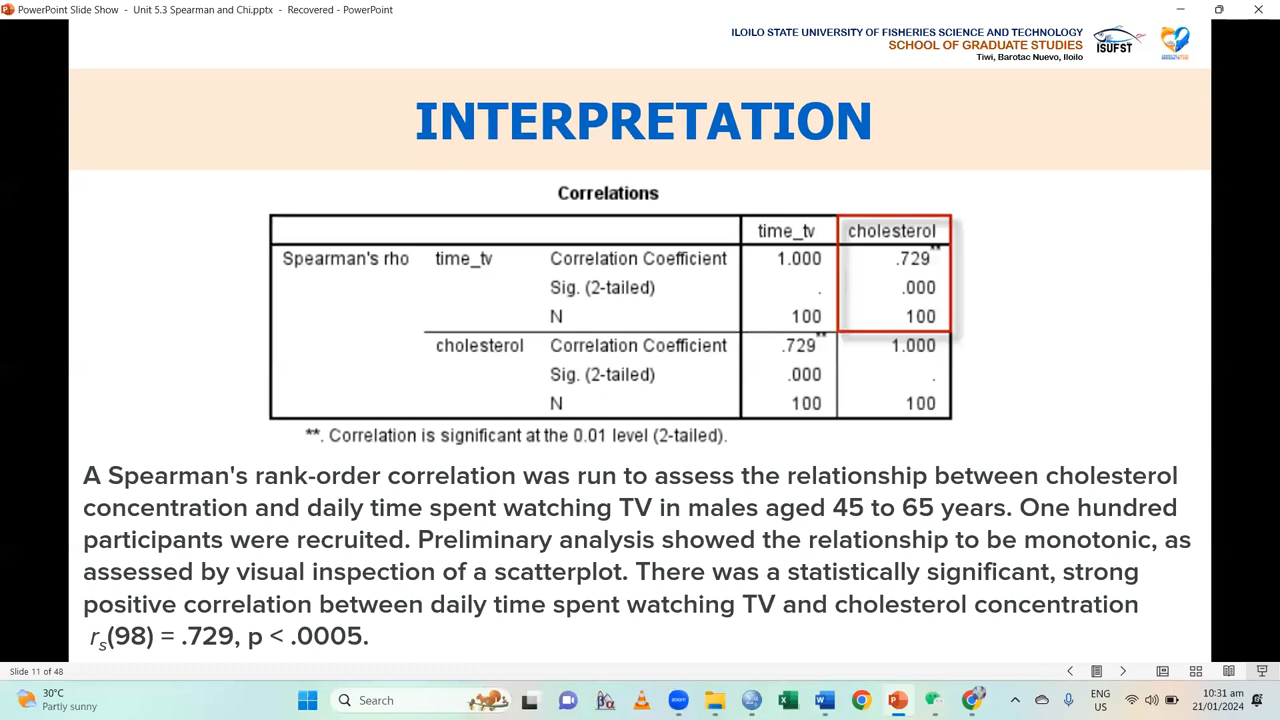 PowerPoint Slide Show - Unit 5.3 Spearman and Chi.pptx - Recovered - PowerPoint
ILOILO STATE UNIVERSITY OF FISHERIES SCIENCE AND TECHNOLOGY
SCHOOL OF GRADUATE STUDIES
Tiwi, Barotac Nuevo, Iloilo
ISUFST
INTERPRETATION
Correlations
time_tv cholesterol
Spearman's rho time_tv Correlation Coefficient 1.000 .729**
Sig. (2-tailed) . .000
N 100 100
cholesterol Correlation Coefficient .729** 1.000
Sig. (2-tailed) .000 .
N 100 100
**. Correlation is significant at the 0.01 level (2-tailed).
A Spearman's rank-order correlation was run to assess the relationship between cholesterol
concentration and daily time spent watching TV in males aged 45 to 65 years. One hundred
participants were recruited. Preliminary analysis showed the relationship to be monotonic, as
assessed by visual inspection of a scatterplot. There was a statistically significant, strong
positive correlation between daily time spent watching TV and cholesterol concentration
rs(98) = .729, p < .0005.
Slide 11 of 48
30°C
Partly sunny
Search
zoom
ENG
US
10:31 am
21/01/2024